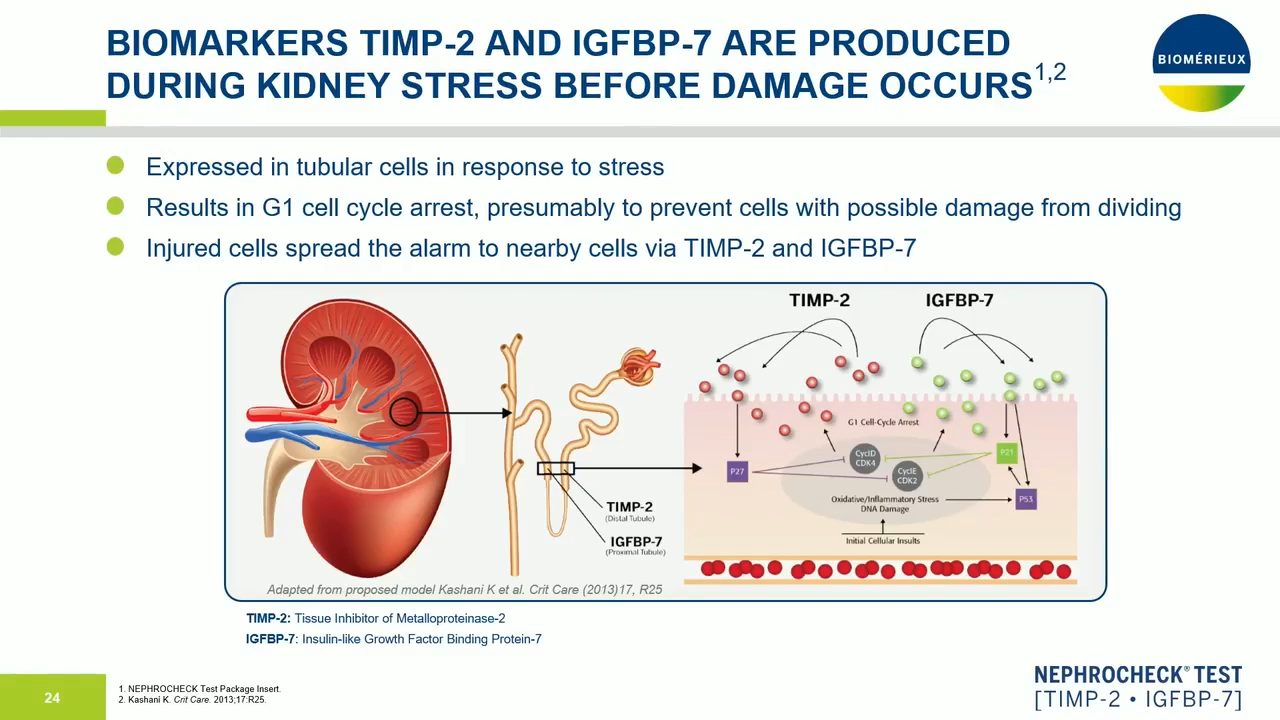 BIOMARKERS TIMP-2 AND IGFBP-7 ARE PRODUCED
DURING KIDNEY STRESS BEFORE DAMAGE OCCURS1,2
BIOMÉRIEUX
Expressed in tubular cells in response to stress
Results in G1 cell cycle arrest, presumably to prevent cells with possible damage from dividing
Injured cells spread the alarm to nearby cells via TIMP-2 and IGFBP-7
TIMP-2
IGFBP-7
G1 Cell-Cycle Arrest
CyclD
CDK4
CyclE
CDK2
P27
P21
P53
Oxidative/Inflammatory Stress
DNA Damage
Initial Cellular Insults
TIMP-2
(Distal Tubule)
IGFBP-7
(Proximal Tubule)
Adapted from proposed model Kashani K et al. Crit Care (2013)17, R25
TIMP-2: Tissue Inhibitor of Metalloproteinase-2
IGFBP-7: Insulin-like Growth Factor Binding Protein-7
24
1. NEPHROCHECK Test Package Insert.
2. Kashani K. Crit Care. 2013;17:R25.
NEPHROCHECK® TEST
[TIMP-2 • IGFBP-7]